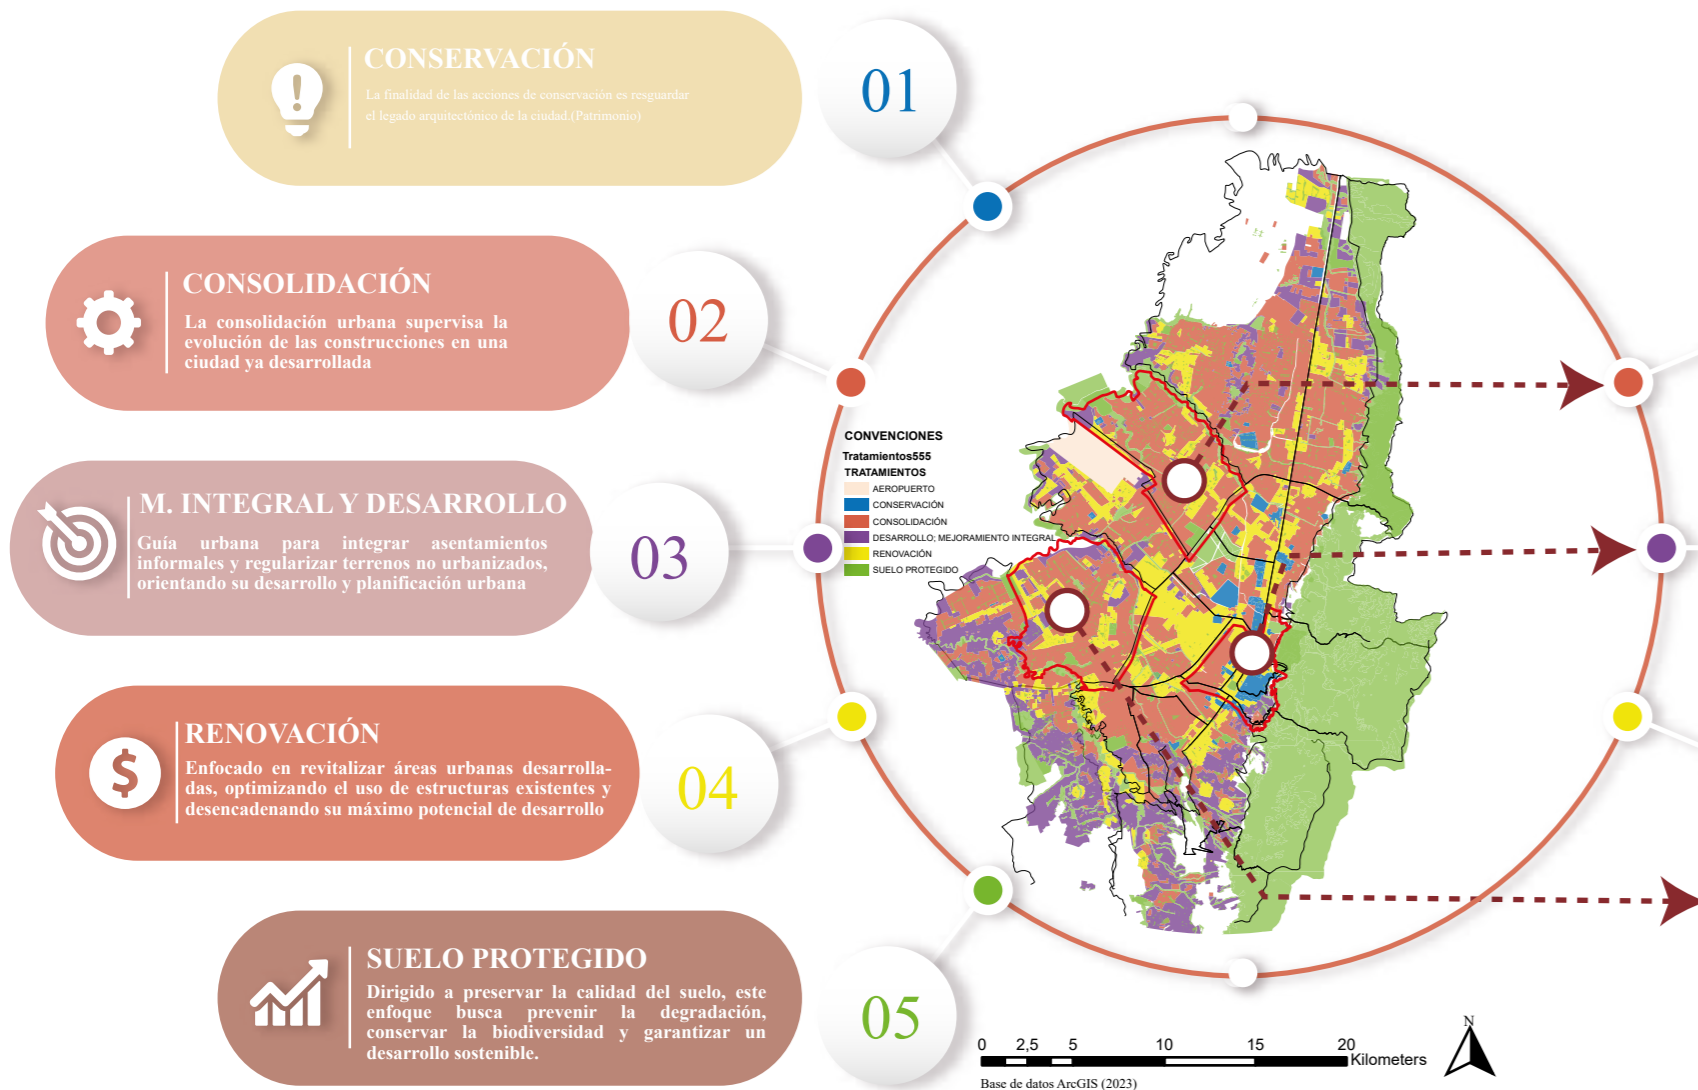 CONSERVACIÓN
La finalidad de las acciones de conservación es resguardar
el legado arquitectónico de la ciudad.(Patrimonio)
01
CONSOLIDACIÓN
La consolidación urbana supervisa la
evolución de las construcciones en una
ciudad ya desarrollada
02
M. INTEGRAL Y DESARROLLO
Guía urbana para integrar asentamientos
informales y regularizar terrenos no urbanizados,
orientando su desarrollo y planificación urbana
03
RENOVACIÓN
Enfocado en revitalizar áreas urbanas desarrolla-
das, optimizando el uso de estructuras existentes y
desencadenando su máximo potencial de desarrollo
$
04
SUELO PROTEGIDO
Dirigido a preservar la calidad del suelo, este
enfoque busca prevenir la degradación,
conservar la biodiversidad y garantizar un
desarrollo sostenible.
05
CONVENCIONES
Tratamientos555
TRATAMIENTOS
AEROPUERTO
CONSERVACIÓN
CONSOLIDACIÓN
DESARROLLO; MEJORAMIENTO INTEGRAL
RENOVACIÓN
SUELO PROTEGIDO
0 2,5 5 10 15 20
Kilometers
Base de datos ArcGIS (2023)
N